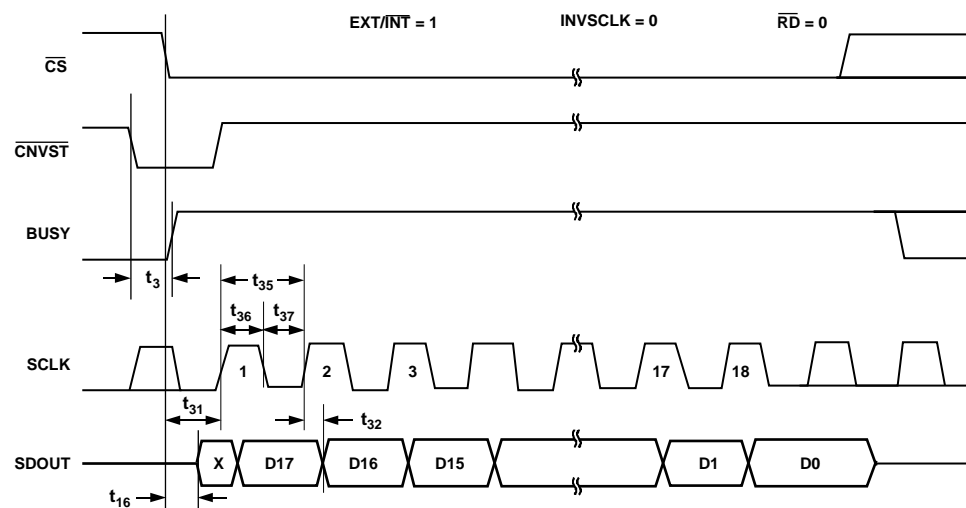 EXT/INT = 1 INVSCLK = 0 RD = 0
CS
CNVST
BUSY
t3
t35
t36 t37
SCLK 1 2 3 17 18
t31
t32
SDOUT X D17 D16 D15 D1 D0
t16